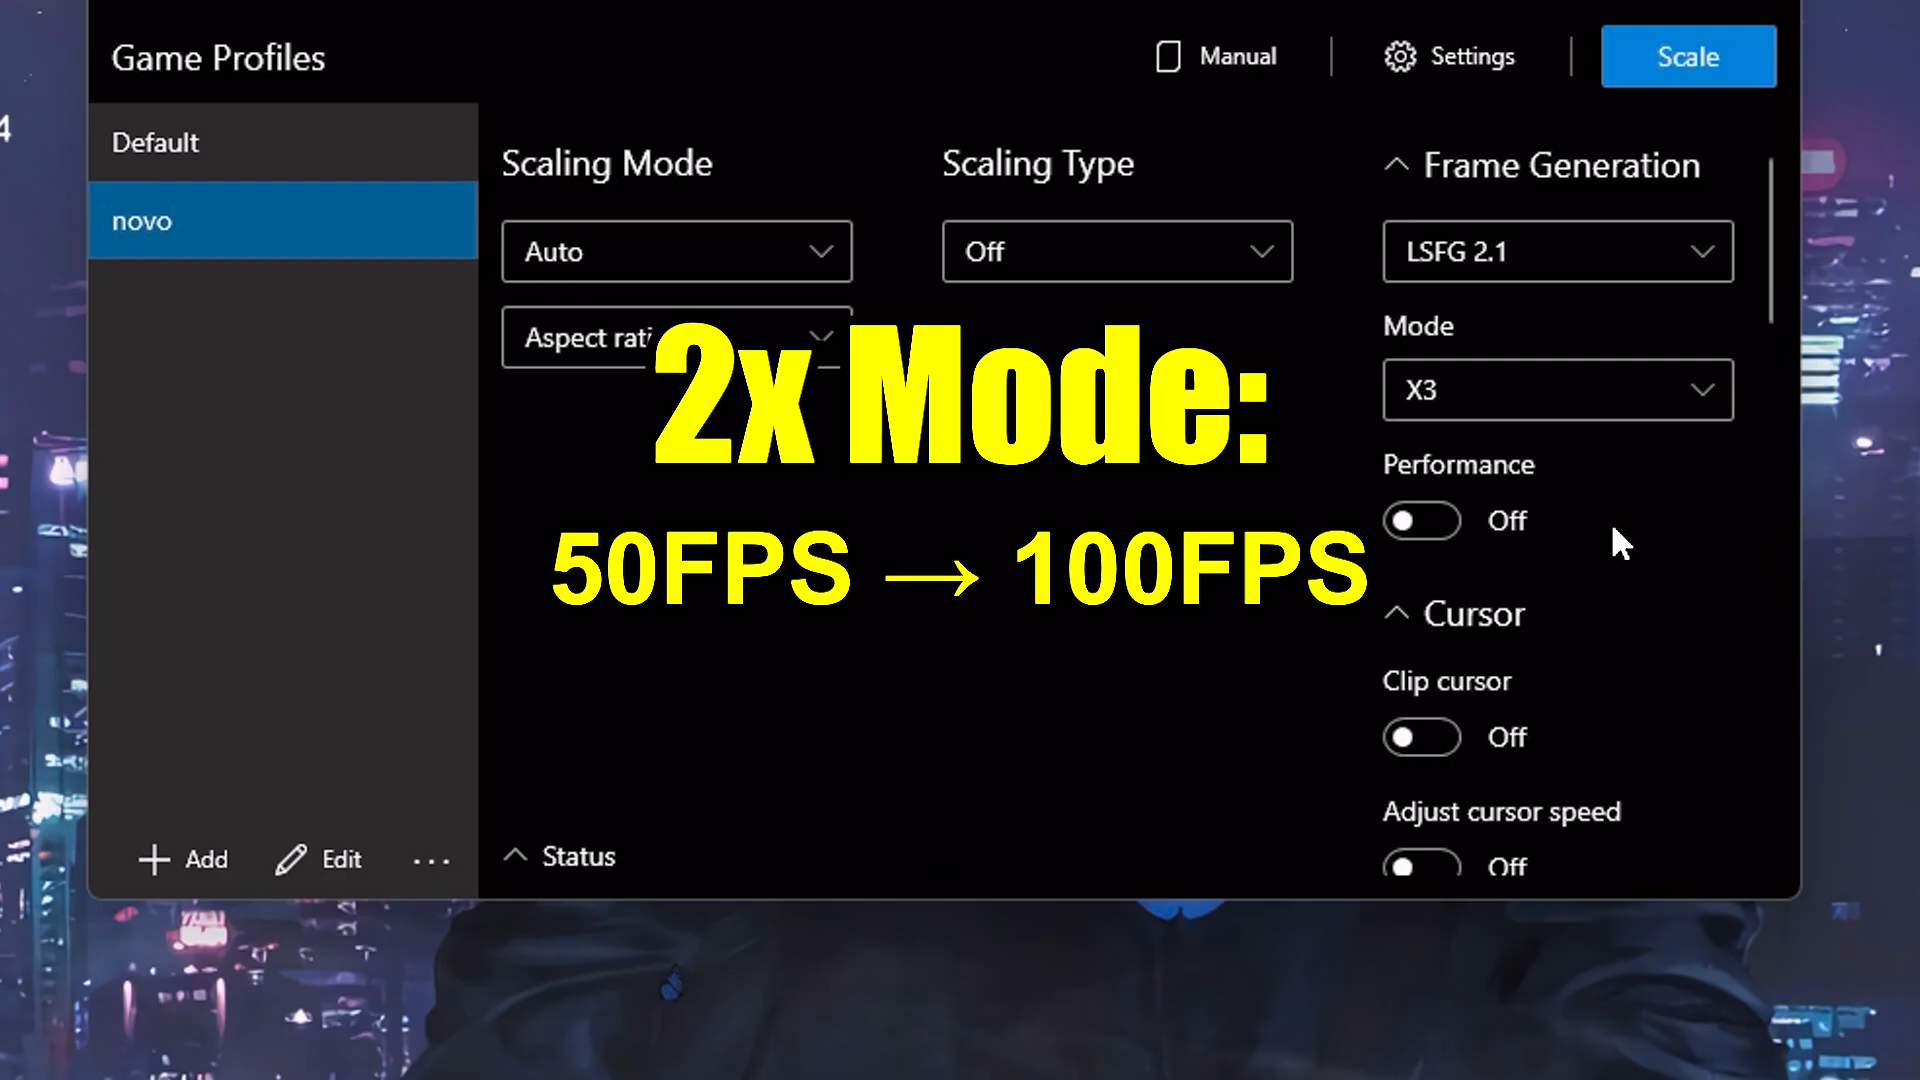 Game Profiles
Manual
Settings
Scale
4
Default
novo
Scaling Mode
Auto
Aspect rati
Scaling Type
Off
Frame Generation
LSFG 2.1
Mode
X3
Performance
Off
Cursor
Clip cursor
Off
Adjust cursor speed
Off
2x Mode:
50FPS → 100FPS
Add
Edit
...
Status